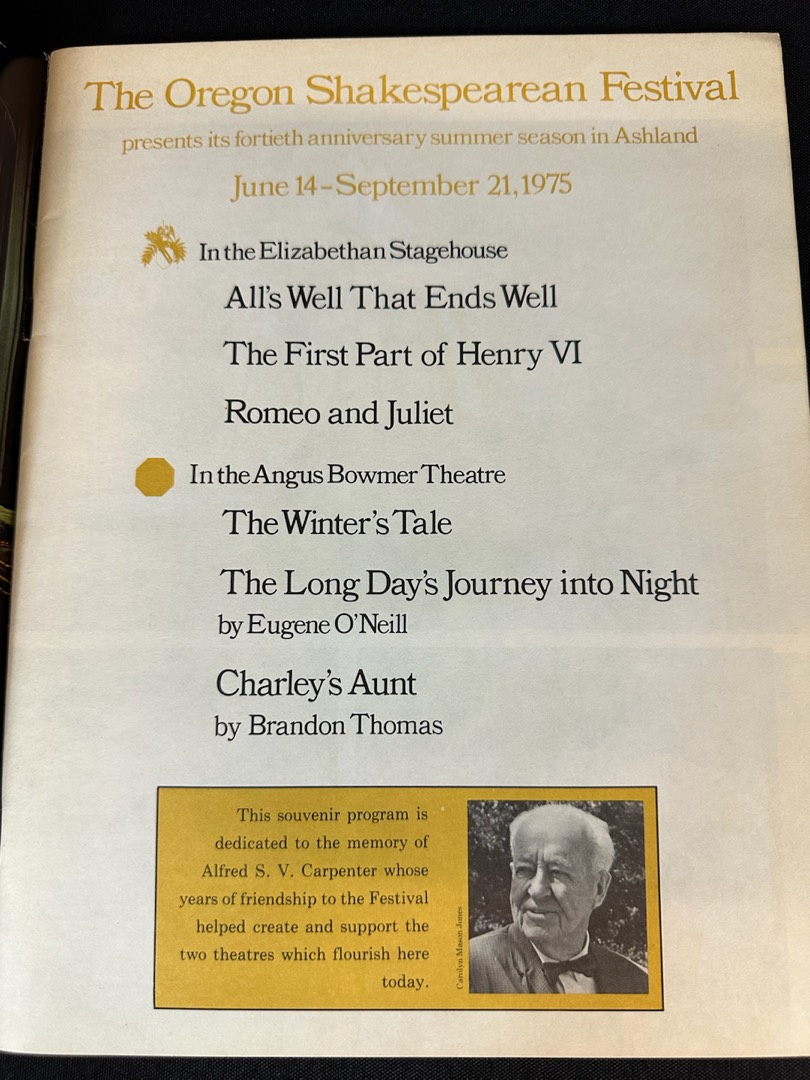 The Oregon Shakespearean Festival
presents its fortieth anniversary summer season in Ashland
June 14–September 21, 1975
In the Elizabethan Stagehouse
All's Well That Ends Well
The First Part of Henry VI
Romeo and Juliet
In the Angus Bowmer Theatre
The Winter's Tale
The Long Day's Journey into Night
by Eugene O'Neill
Charley's Aunt
by Brandon Thomas
This souvenir program is
dedicated to the memory of
Alfred S. V. Carpenter whose
years of friendship to the Festival
helped create and support the
two theatres which flourish here
today.
Carolyn Mason Jones